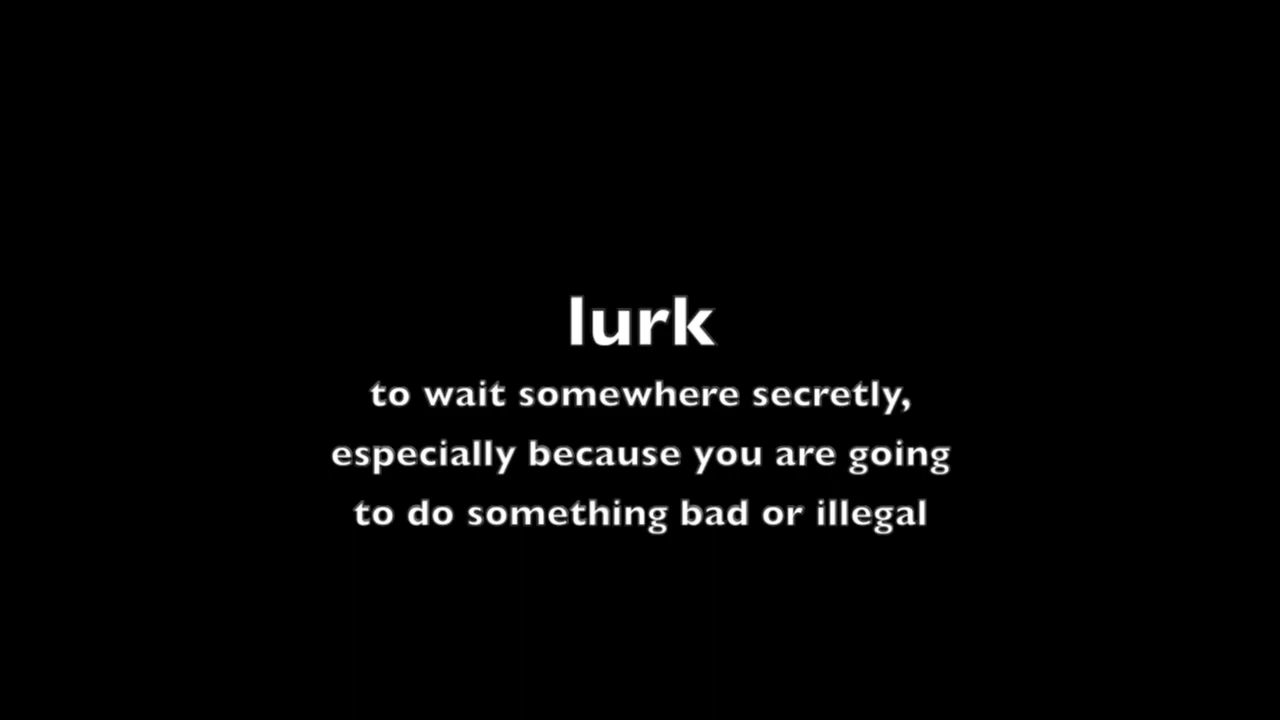 lurk
to wait somewhere secretly,
especially because you are going
to do something bad or illegal